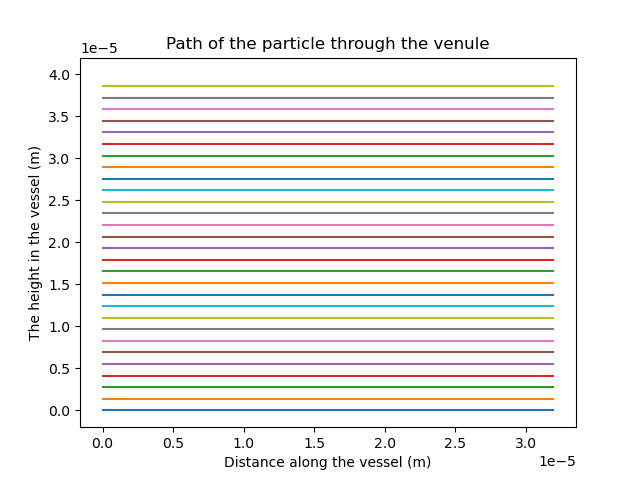 Path of the particle through the venule
1e−5
4.0
3.5
3.0
2.5
2.0
1.5
1.0
0.5
0.0
The height in the vessel (m)
0.0 0.5 1.0 1.5 2.0 2.5 3.0
1e−5
Distance along the vessel (m)